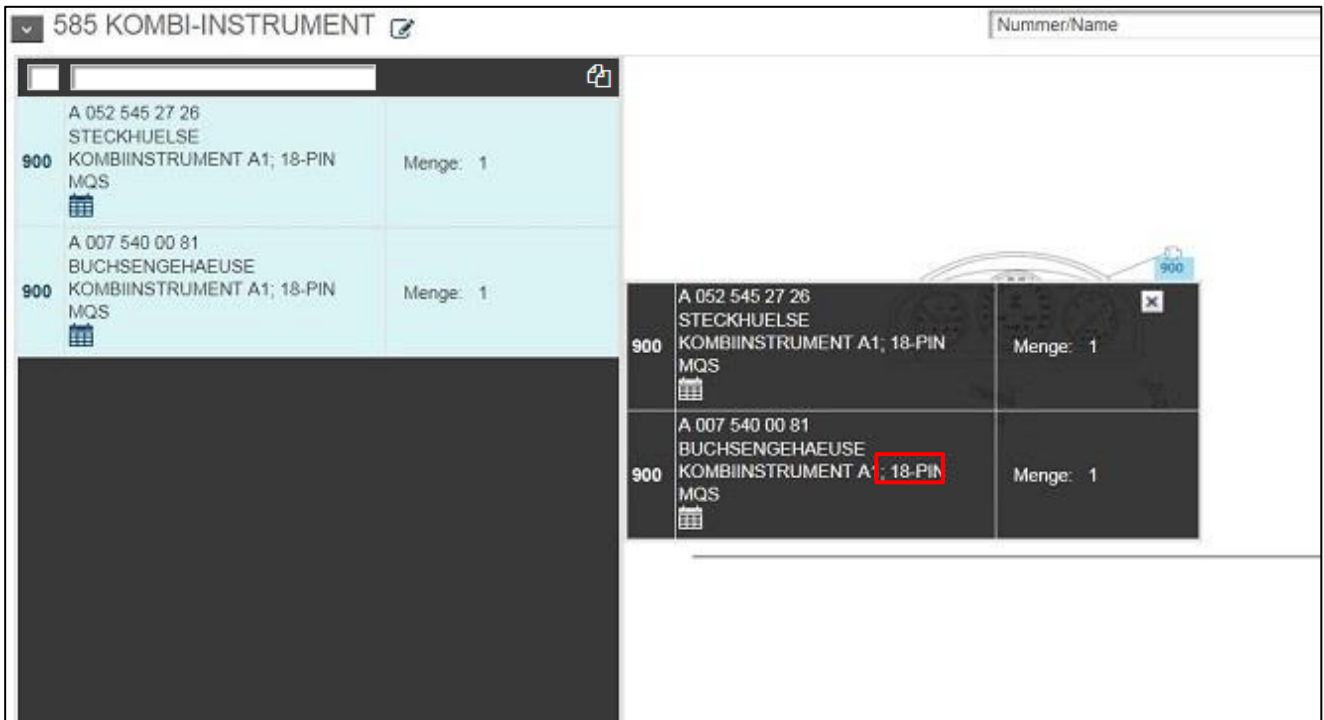 585 KOMBI-INSTRUMENT
Nummer/Name
A 052 545 27 26
STECKHUELSE
900 KOMBIINSTRUMENT A1; 18-PIN Menge: 1
MQS
A 007 540 00 81
BUCHSENGEHAEUSE
900 KOMBIINSTRUMENT A1; 18-PIN Menge: 1
MQS
900
A 052 545 27 26
STECKHUELSE
900 KOMBIINSTRUMENT A1; 18-PIN Menge: 1
MQS
A 007 540 00 81
BUCHSENGEHAEUSE
900 KOMBIINSTRUMENT A1; 18-PIN Menge: 1
MQS